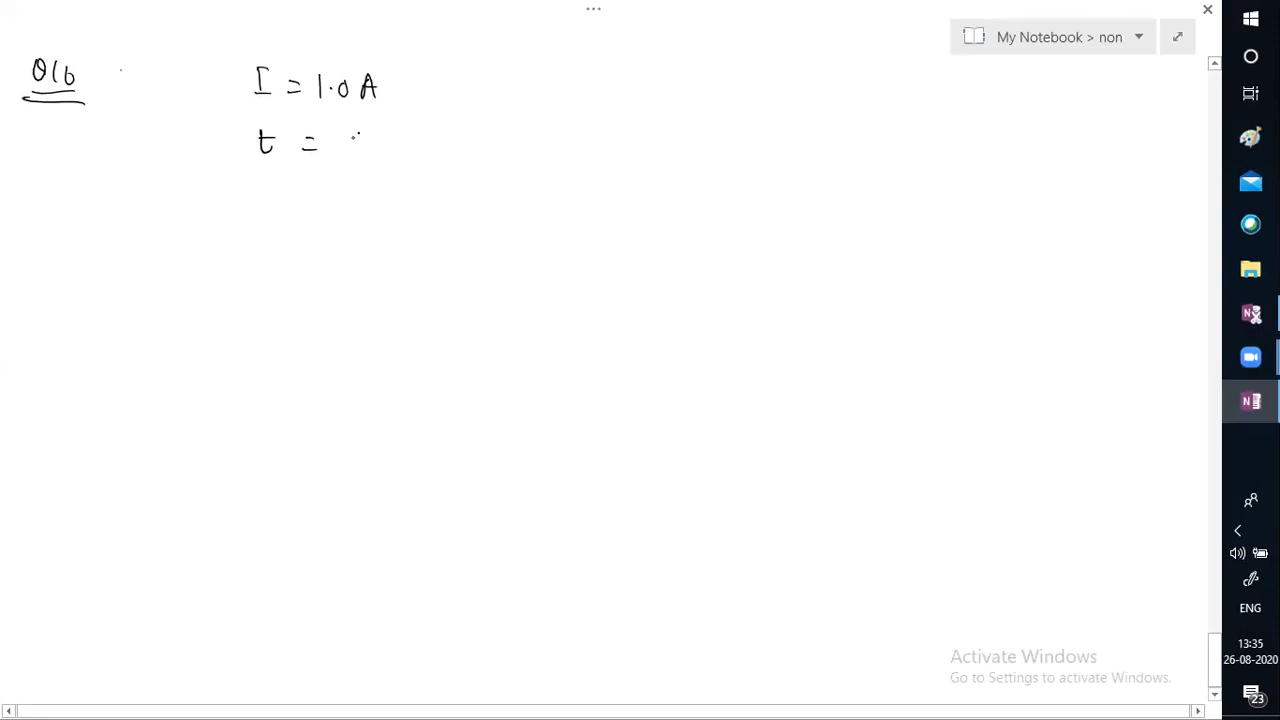 My Notebook > non
Q16
I = 1.0 A
t =
Activate Windows
Go to Settings to activate Windows.
ENG
13:35
26-08-2020
23